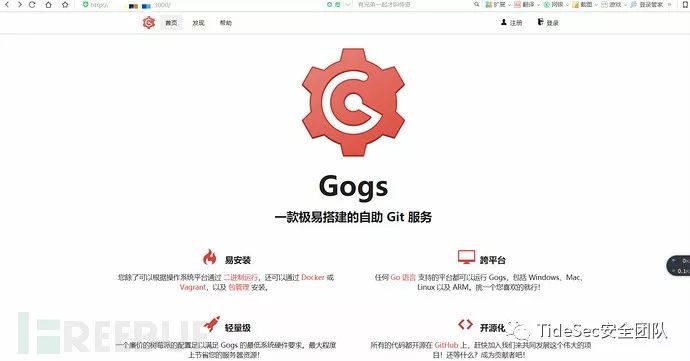 http:// :3000/
有兄弟一起才叫传奇
扩展 翻译 网银 截图 游戏 登录管家
首页 发现 帮助 注册 登录
Gogs
一款极易搭建的自助 Git 服务
易安装
您除了可以根据操作系统平台通过 二进制运行，还可以通过 Docker 或
Vagrant，以及 包管理 安装。
跨平台
任何 Go 语言 支持的平台都可以运行 Gogs，包括 Windows、Mac、
Linux 以及 ARM。挑一个您喜欢的就行！
轻量级
一个廉价的树莓派的配置足以满足 Gogs 的最低系统硬件要求。最大程度
上节省您的服务器资源！
开源化
所有的代码都开源在 GitHub 上，赶快加入我们来共同发展这个伟大的项
目！还等什么？成为贡献者吧！
FREEBUF
TideSec安全团队
0.1